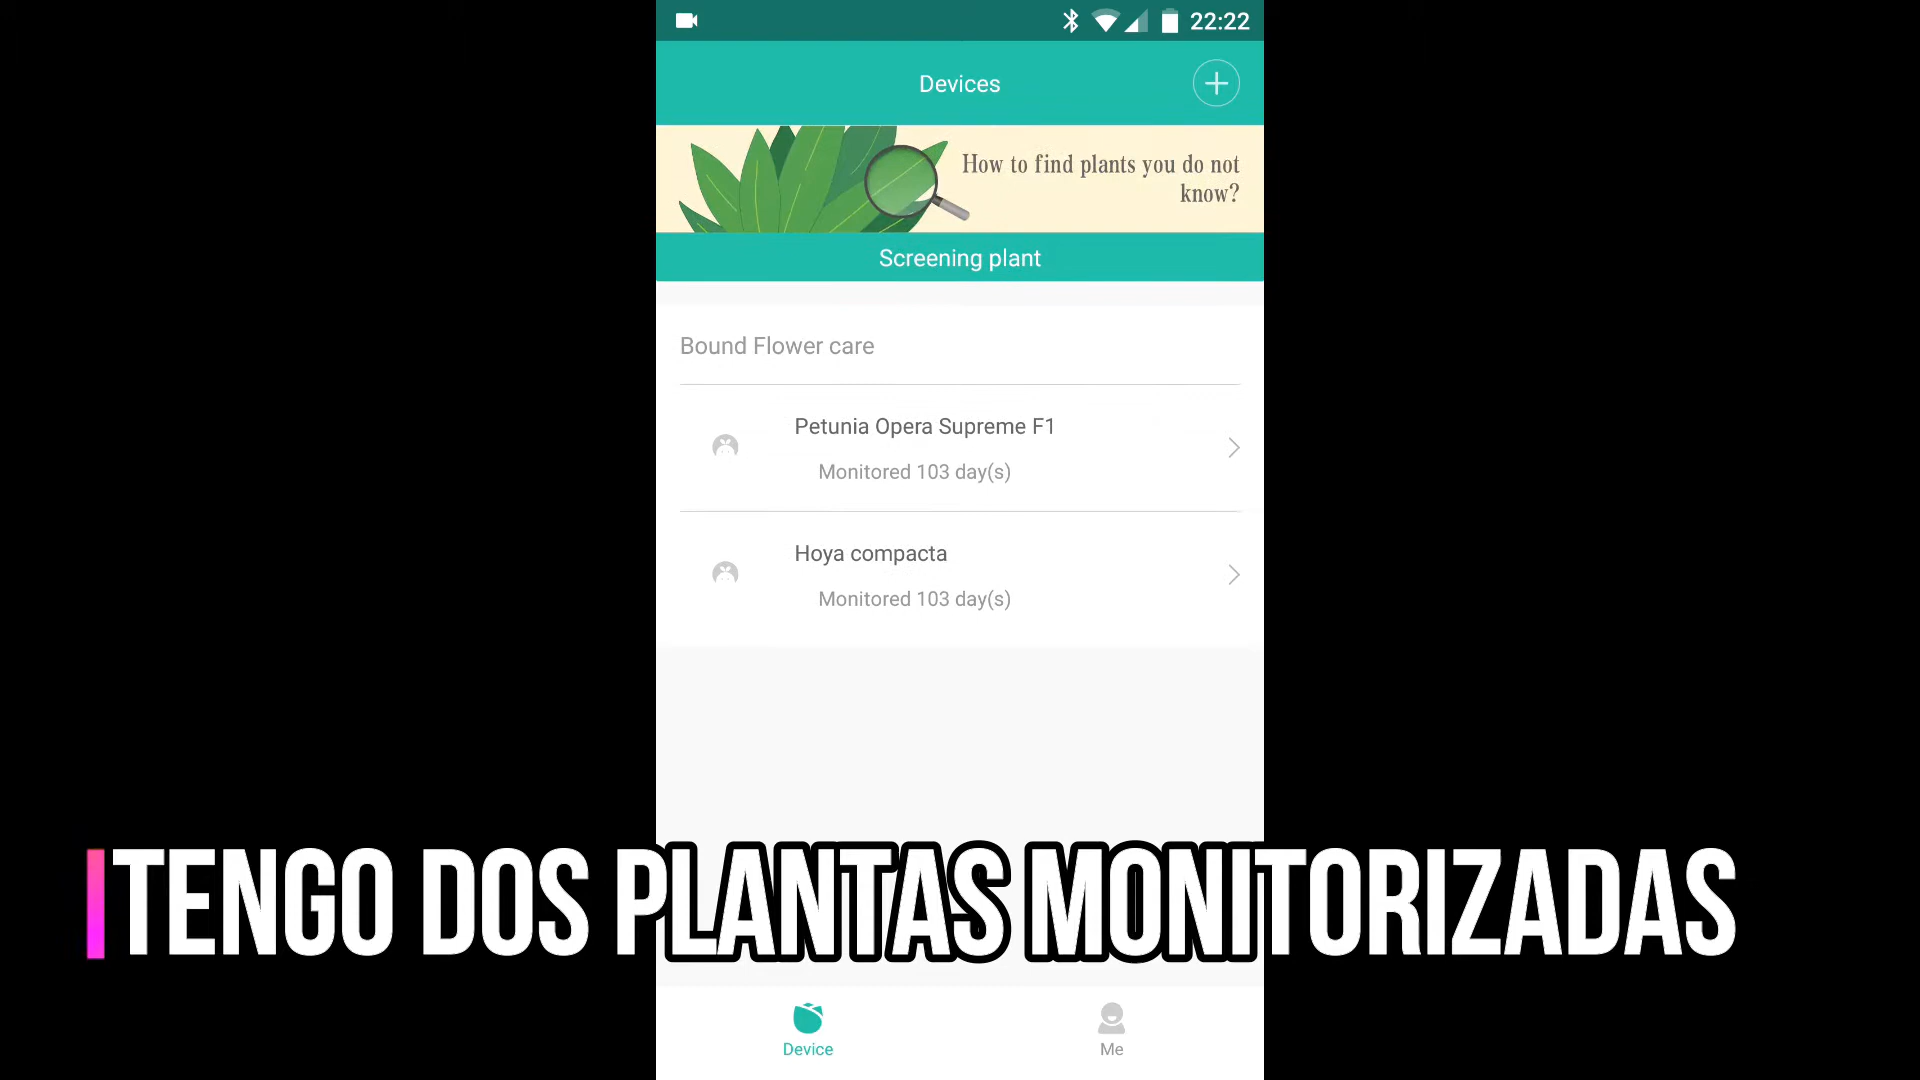 22:22
Devices
How to find plants you do not
know?
Screening plant
Bound Flower care
Petunia Opera Supreme F1
Monitored 103 day(s)
Hoya compacta
Monitored 103 day(s)
TENGO DOS PLANTAS MONITORIZADAS
Device
Me